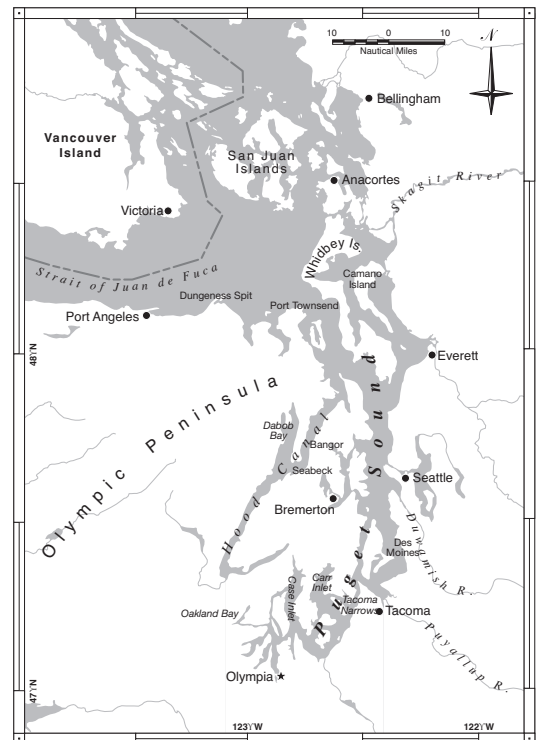 10 0 10
Nautical Miles
N
Bellingham
Vancouver
Island
San Juan
Islands
Anacortes
Skagit River
Victoria
Whidbey Is.
Camano
Island
Strait of Juan de Fuca
Dungeness Spit
Port Townsend
Port Angeles
48°N
Everett
Olympic Peninsula
Dabob
Bay
Hood Canal
Bangor
Seabeck
Puget Sound
Seattle
Bremerton
Duwamish R.
Des
Moines
Case Inlet
Carr
Inlet
Tacoma
Narrows
Tacoma
Oakland Bay
Puyallup R.
Olympia
47°N
123°W 122°W